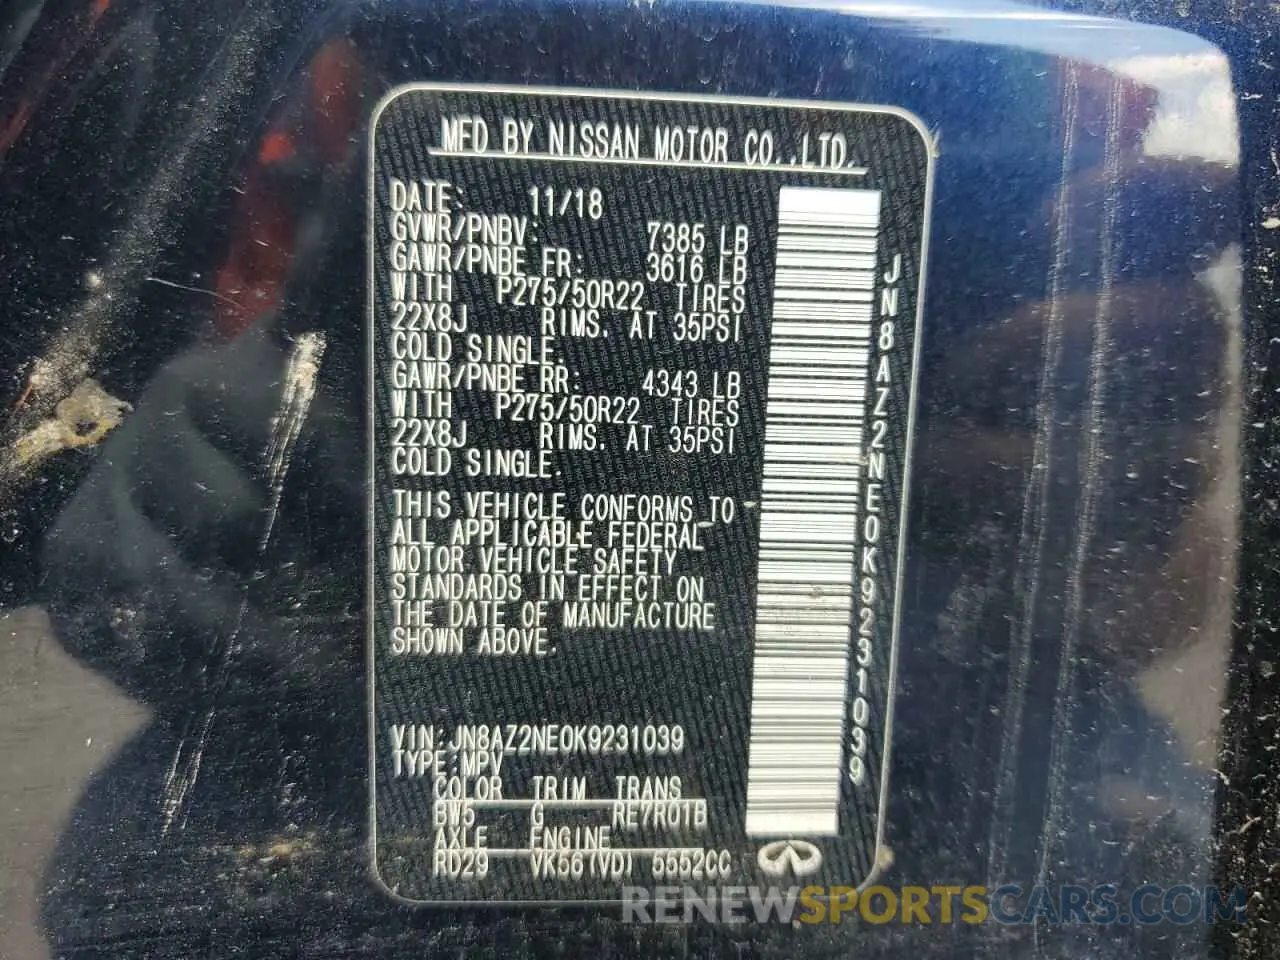 MFD BY NISSAN MOTOR CO.,LTD.
DATE: 11/18
GVWR/PNBV: 7385 LB
GAWR/PNBE FR: 3616 LB
WITH P275/50R22 TIRES
22X8J RIMS. AT 35PSI
COLD SINGLE.
GAWR/PNBE RR: 4343 LB
WITH P275/50R22 TIRES
22X8J RIMS. AT 35PSI
COLD SINGLE.
THIS VEHICLE CONFORMS TO
ALL APPLICABLE FEDERAL
MOTOR VEHICLE SAFETY
STANDARDS IN EFFECT ON
THE DATE OF MANUFACTURE
SHOWN ABOVE.
VIN:JN8AZ2NE0K9231039
TYPE:MPV
COLOR TRIM TRANS
BW5 G RE7R01B
AXLE ENGINE
RD29 VK56(VD) 5552CC
JN8AZ2NE0K9231039
RENEWSPORTSCARS.COM